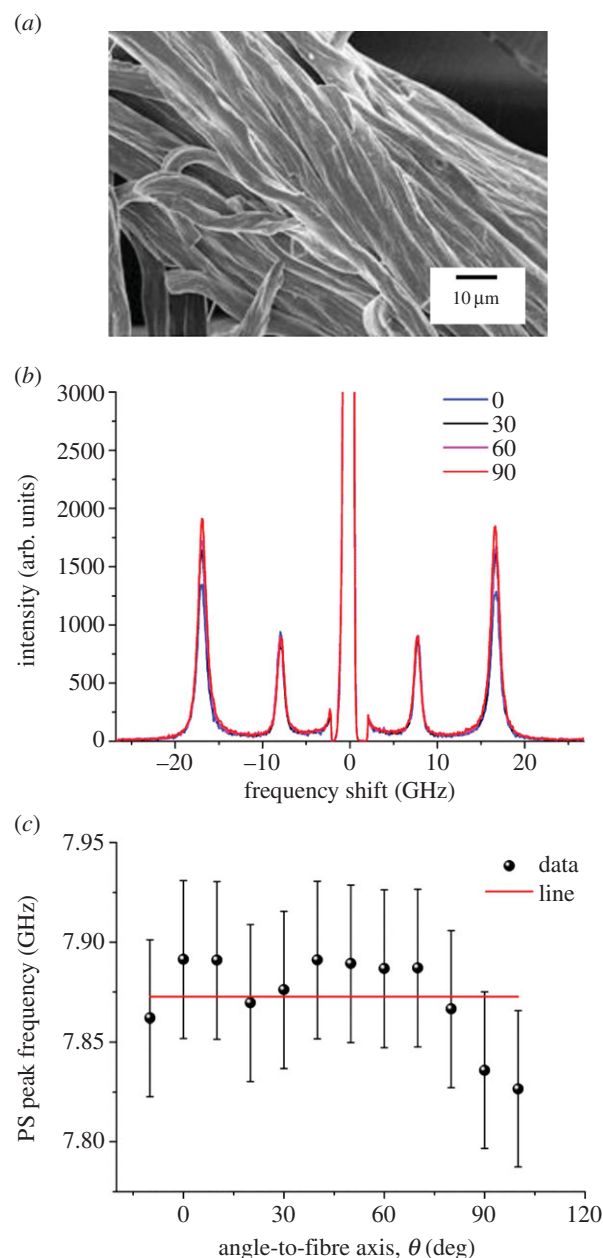 (a)
10 µm
(b)
3000
2500
2000
1500
1000
500
0
intensity (arb. units)
0
30
60
90
−20 −10 0 10 20
frequency shift (GHz)
(c)
7.95
7.90
7.85
7.80
PS peak frequency (GHz)
data
line
0 30 60 90 120
angle-to-fibre axis, θ (deg)